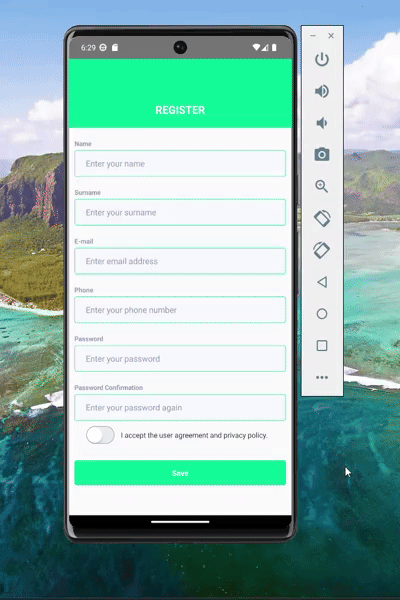 6:29
REGISTER
Name
Enter your name
Surname
Enter your surname
E-mail
Enter email address
Phone
Enter your phone number
Password
Enter your password
Password Confirmation
Enter your password again
I accept the user agreement and privacy policy.
Save